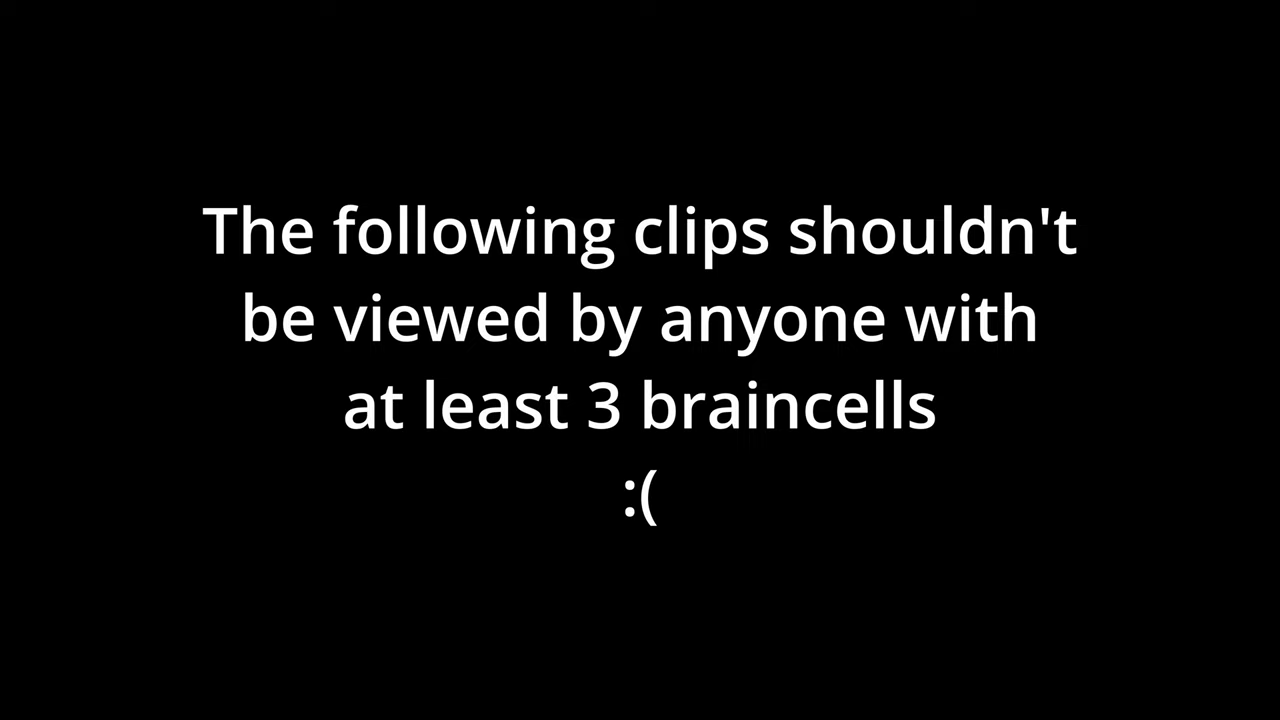 The following clips shouldn't
be viewed by anyone with
at least 3 braincells
:(